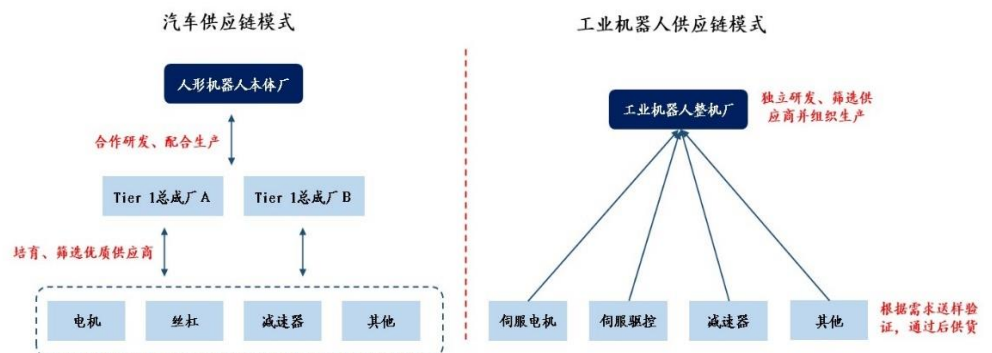 汽车供应链模式
人形机器人本体厂
合作研发、配合生产
Tier 1总成厂A
Tier 1总成厂B
培育、筛选优质供应商
电机
丝杠
减速器
其他
工业机器人供应链模式
工业机器人整机厂
独立研发、筛选供
应商并组织生产
伺服电机
伺服驱控
减速器
其他
根据需求送样验
证，通过后供货